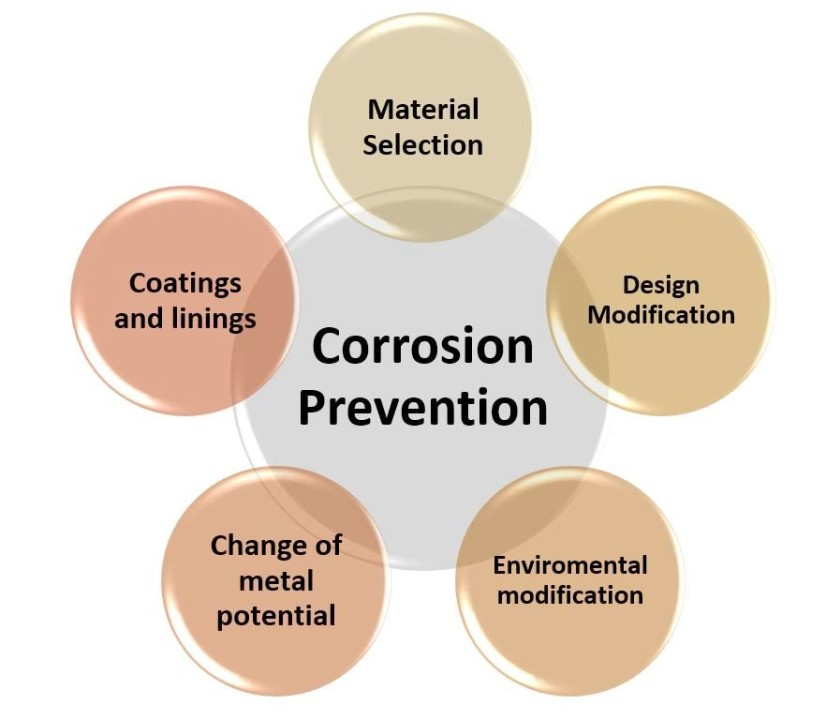 Material
Selection
Design
Modification
Enviromental
modification
Change of
metal
potential
Coatings
and linings
Corrosion
Prevention